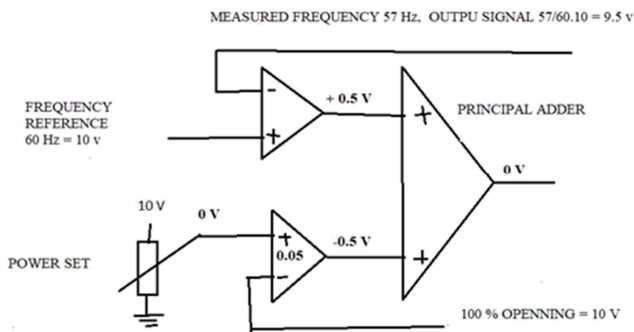 MEASURED FREQUENCY 57 Hz, OUTPU SIGNAL 57/60.10 = 9.5 v
-
+ 0.5 V
FREQUENCY
REFERENCE
60 Hz = 10 v
+
+
PRINCIPAL ADDER
0 V
10 V
0 V
+
0.05
-
-0.5 V
+
POWER SET
100 % OPENNING = 10 V